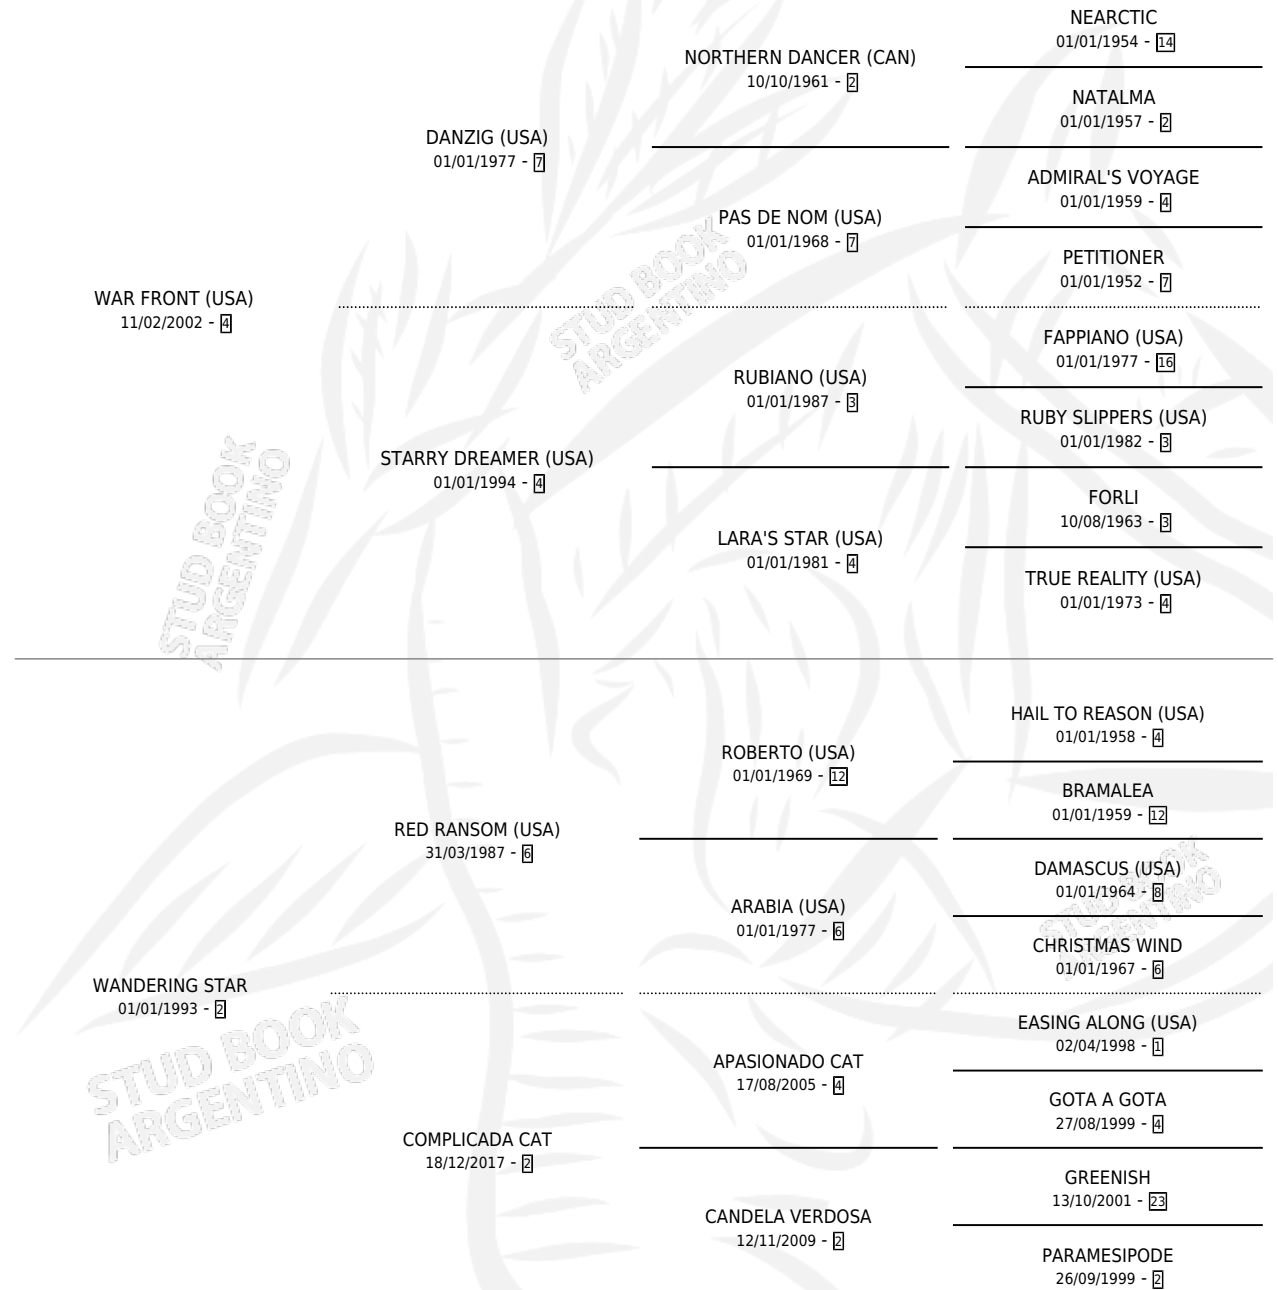 NEARCTIC
01/01/1954 - 14
NORTHERN DANCER (CAN)
10/10/1961 - 2
NATALMA
01/01/1957 - 2
DANZIG (USA)
01/01/1977 - 7
ADMIRAL'S VOYAGE
01/01/1959 - 4
PAS DE NOM (USA)
01/01/1968 - 7
PETITIONER
01/01/1952 - 7
WAR FRONT (USA)
11/02/2002 - 4
STUD BOOK
ARGENTINO
FAPPIANO (USA)
01/01/1977 - 16
RUBIANO (USA)
01/01/1987 - 3
RUBY SLIPPERS (USA)
01/01/1982 - 3
STARRY DREAMER (USA)
01/01/1994 - 4
FORLI
10/08/1963 - 3
LARA'S STAR (USA)
01/01/1981 - 4
TRUE REALITY (USA)
01/01/1973 - 4
STUD BOOK
ARGENTINO
HAIL TO REASON (USA)
01/01/1958 - 4
ROBERTO (USA)
01/01/1969 - 12
BRAMALEA
01/01/1959 - 12
RED RANSOM (USA)
31/03/1987 - 6
DAMASCUS (USA)
01/01/1964 - 8
ARABIA (USA)
01/01/1977 - 6
CHRISTMAS WIND
01/01/1967 - 6
STUD BOOK
ARGENTINO
WANDERING STAR
01/01/1993 - 2
EASING ALONG (USA)
02/04/1998 - 1
APASIONADO CAT
17/08/2005 - 4
GOTA A GOTA
27/08/1999 - 4
STUD BOOK
ARGENTINO
COMPLICADA CAT
18/12/2017 - 2
GREENISH
13/10/2001 - 23
CANDELA VERDOSA
12/11/2009 - 2
PARAMESIPODE
26/09/1999 - 2